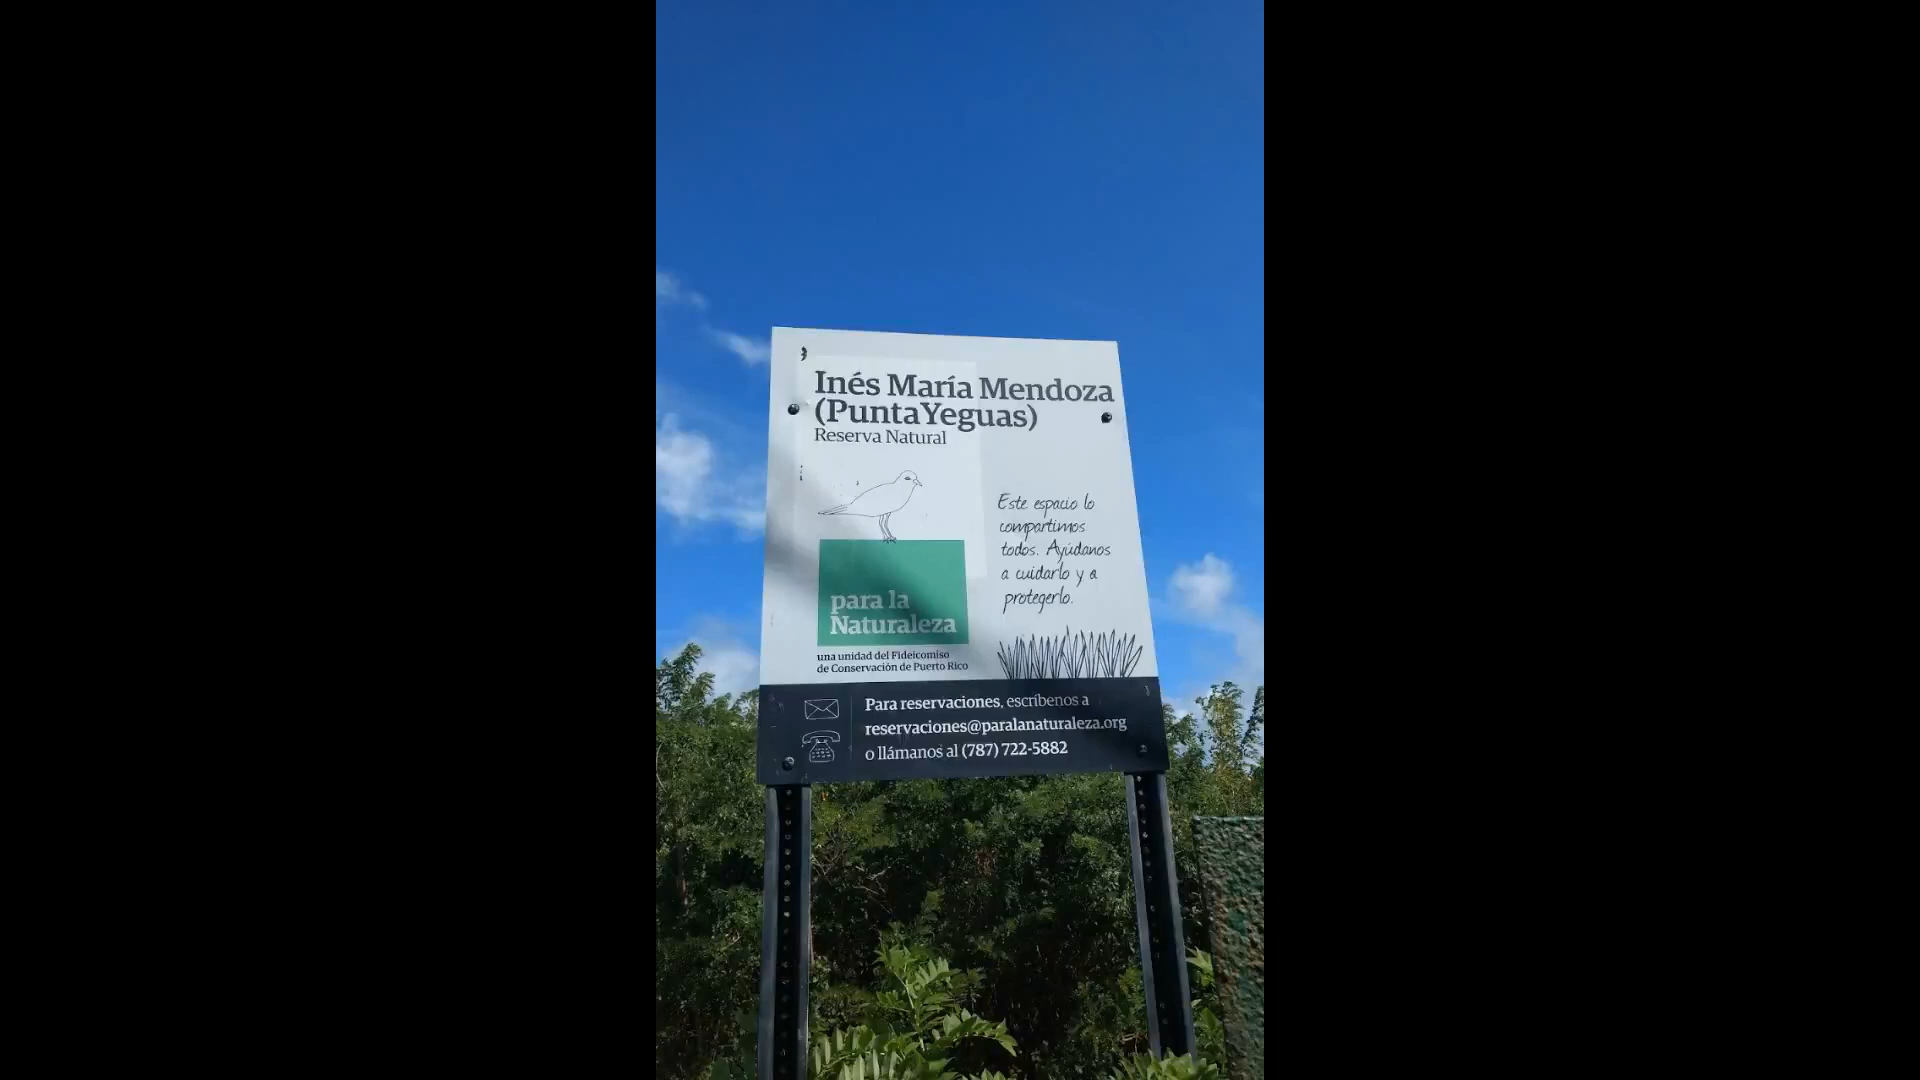 Inés María Mendoza
(Punta Yeguas)
Reserva Natural
Este espacio lo
compartimos
todos. Ayúdanos
a cuidarlo y a
protegerlo.
para la
Naturaleza
una unidad del Fideicomiso
de Conservación de Puerto Rico
Para reservaciones, escríbenos a
reservaciones@paralanaturaleza.org
o llámanos al (787) 722-5882